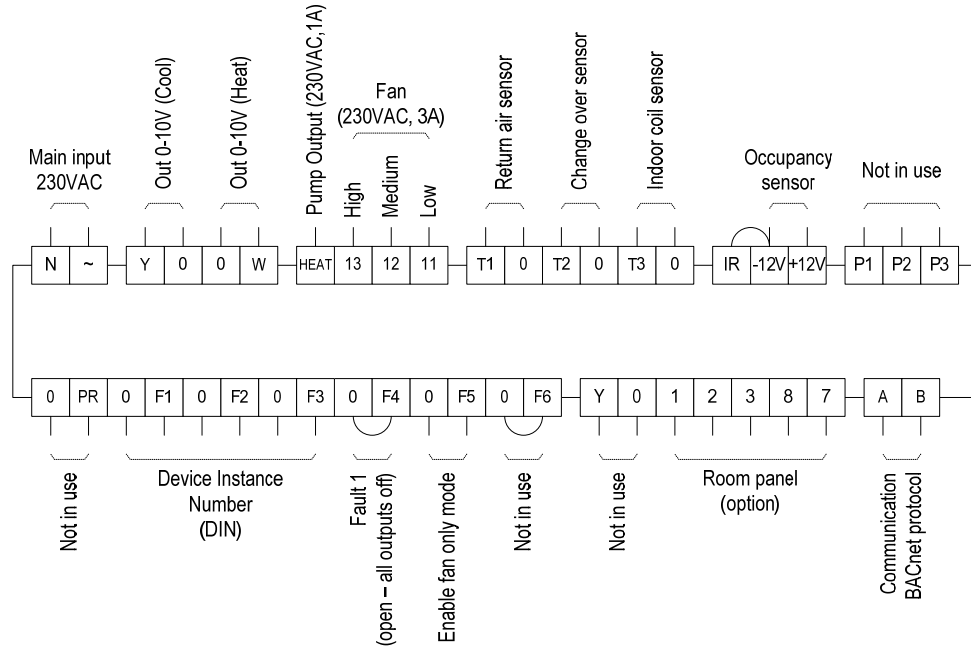 Main input
230VAC
Out 0-10V (Cool)
Out 0-10V (Heat)
Pump Output (230VAC,1A)
Fan
(230VAC, 3A)
High
Medium
Low
Return air sensor
Change over sensor
Indoor coil sensor
Occupancy
sensor
Not in use
N ~ Y 0 0 W HEAT 13 12 11 T1 0 T2 0 T3 0 IR -12V +12V P1 P2 P3
0 PR 0 F1 0 F2 0 F3 0 F4 0 F5 0 F6 Y 0 1 2 3 8 7 A B
Not in use
Device Instance
Number
(DIN)
Fault 1
(open – all outputs off)
Enable fan only mode
Not in use
Not in use
Room panel
(option)
Communication
BACnet protocol